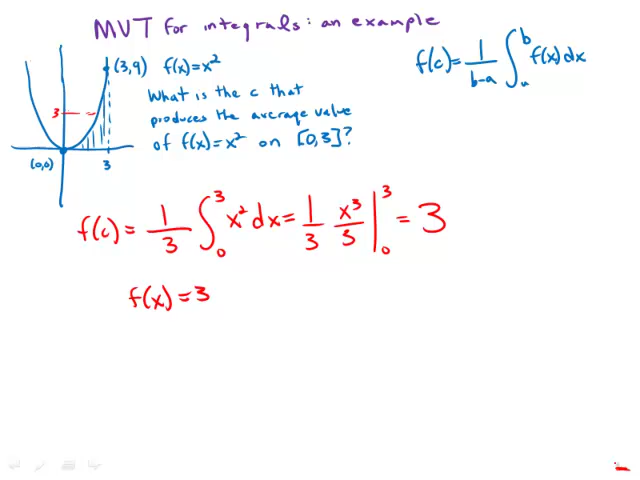 MVT for integrals: an example
(3,9) f(x)=x²
f(c) = 1/(b-a) ∫_a^b f(x) dx
What is the c that
3
produces the average value
of f(x)=x² on [0,3]?
(0,0) 3
f(c) = 1/3 ∫_0^3 x² dx = 1/3 x³/3 |_0^3 = 3
f(x) = 3